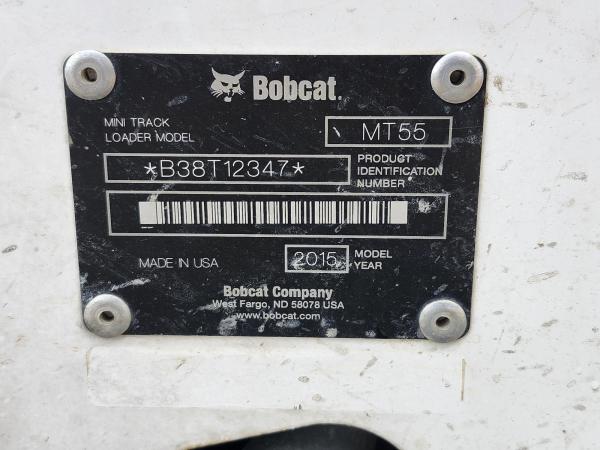 Bobcat.
MINI TRACK
LOADER MODEL
MT55
*B38T12347*
PRODUCT
IDENTIFICATION
NUMBER
MADE IN USA
2015
MODEL
YEAR
Bobcat Company
West Fargo, ND 58078 USA
www.bobcat.com